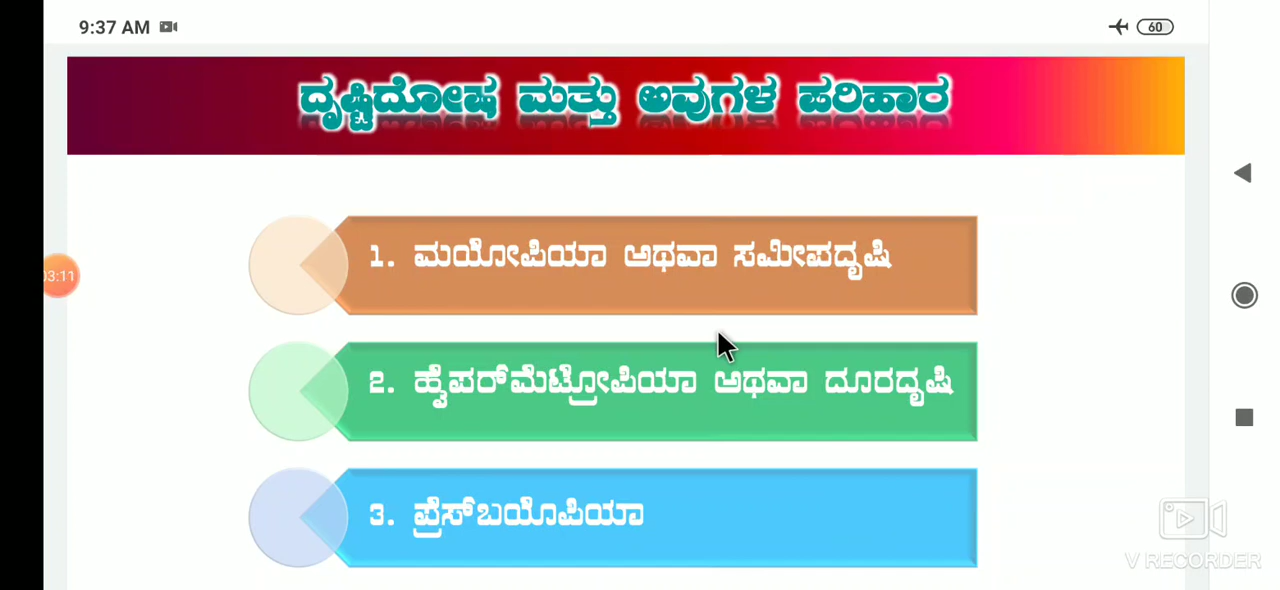 9:37 AM
60
ದೃಷ್ಟಿದೋಷ ಮತ್ತು ಅವುಗಳ ಪರಿಹಾರ
03:11
1. ಮಯೋಪಿಯಾ ಅಥವಾ ಸಮೀಪದೃಷಿ
2. ಹೈಪರ್‌ಮೆಟ್ರೋಪಿಯಾ ಅಥವಾ ದೂರದೃಷಿ
3. ಪ್ರೆಸ್‌ಬಯೊಪಿಯಾ
V RECORDER